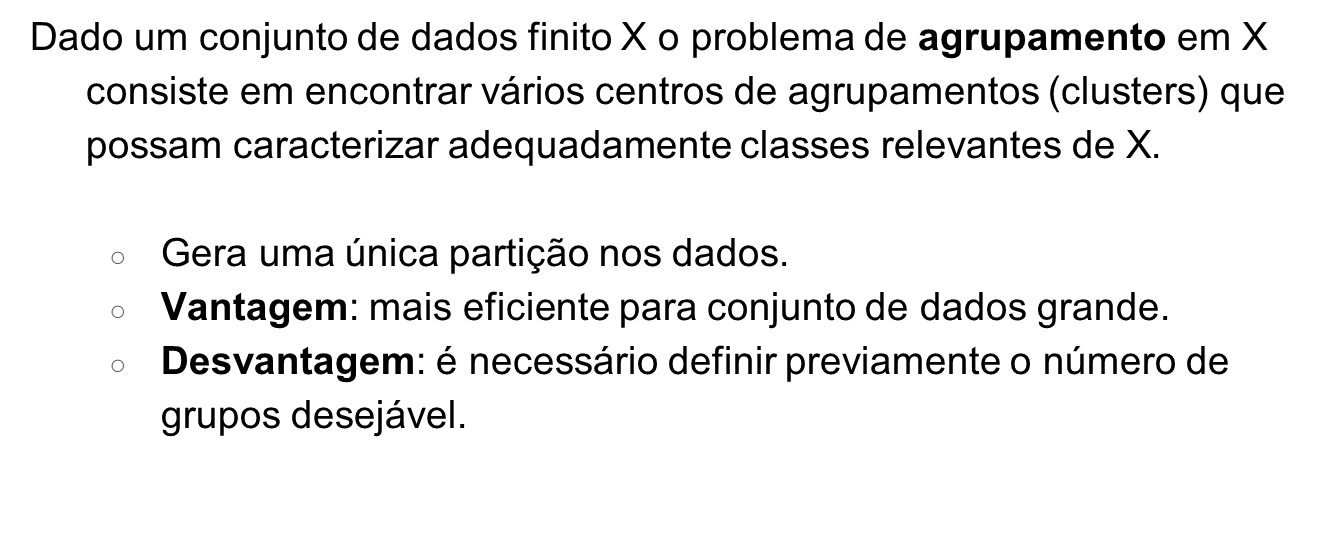 Dado um conjunto de dados finito X o problema de agrupamento em X
consiste em encontrar vários centros de agrupamentos (clusters) que
possam caracterizar adequadamente classes relevantes de X.
○ Gera uma única partição nos dados.
○ Vantagem: mais eficiente para conjunto de dados grande.
○ Desvantagem: é necessário definir previamente o número de
grupos desejável.